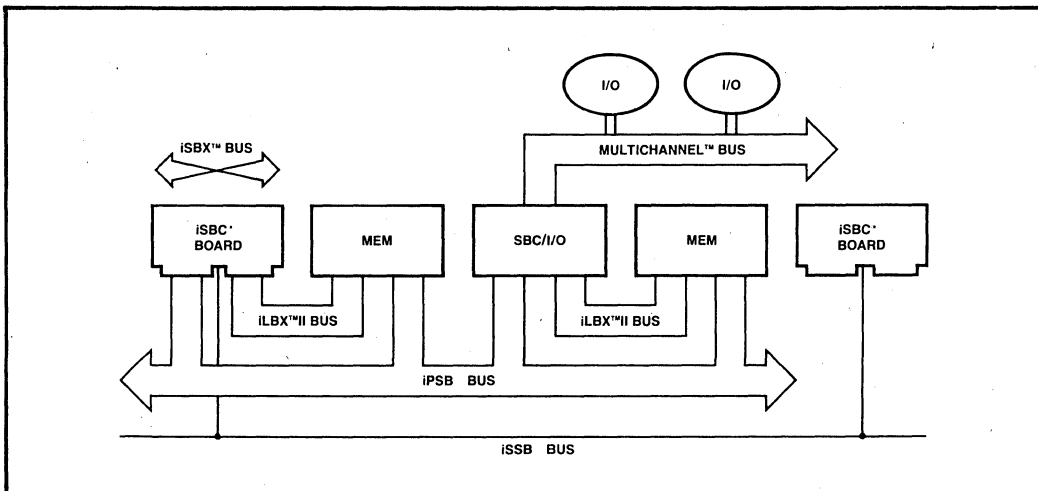 I/O
I/O
MULTICHANNEL™ BUS
iSBX™ BUS
iSBC•
BOARD
MEM
SBC/I/O
MEM
iSBC•
BOARD
iLBX™II BUS
iLBX™II BUS
iPSB BUS
iSSB BUS